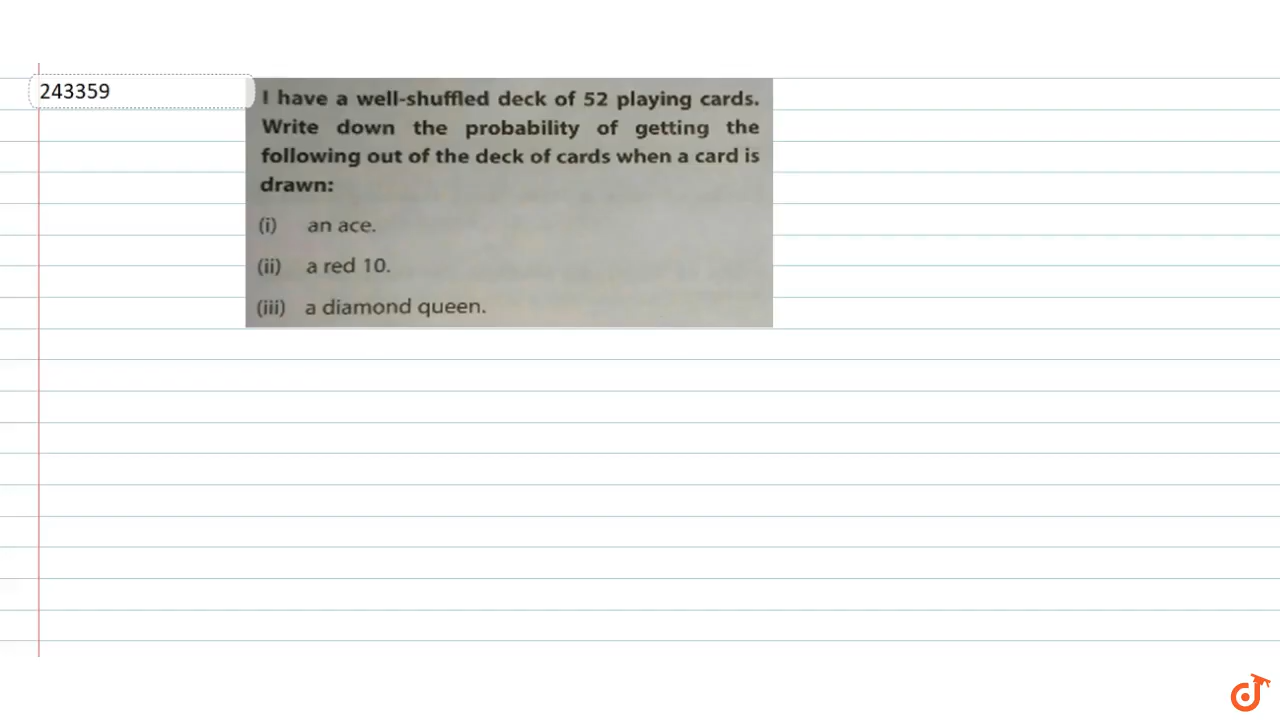 243359
I have a well-shuffled deck of 52 playing cards.
Write down the probability of getting the
following out of the deck of cards when a card is
drawn:
(i) an ace.
(ii) a red 10.
(iii) a diamond queen.